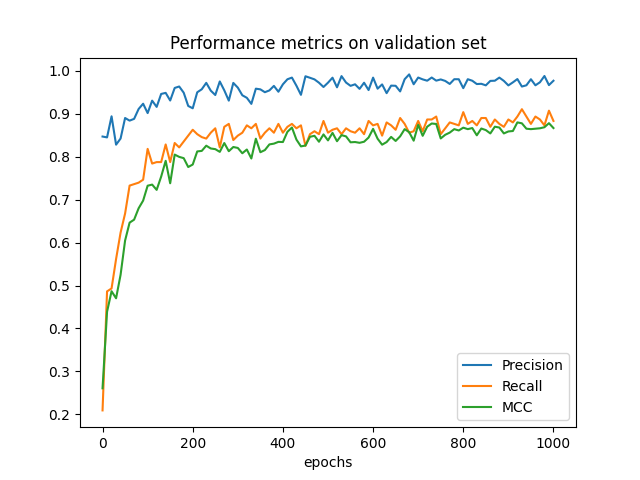 Performance metrics on validation set
1.0
0.9
0.8
0.7
0.6
0.5
0.4
0.3
0.2
Precision
Recall
MCC
0 200 400 600 800 1000
epochs